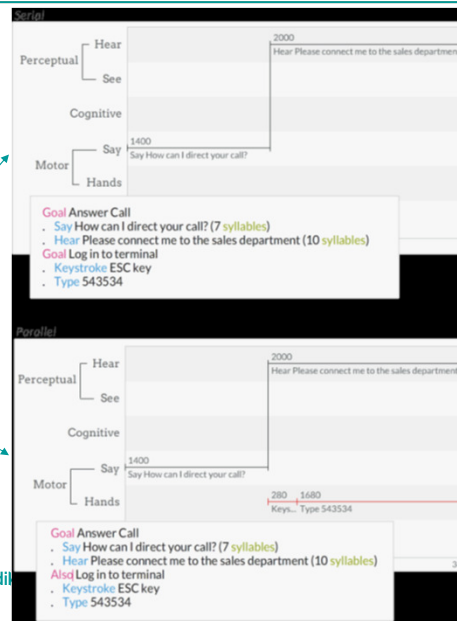 Serial
2000
Hear Please connect me to the sales departmen
Hear
Perceptual
See
Cognitive
1400
Say
Say How can I direct your call?
Motor
Hands
Goal Answer Call
. Say How can I direct your call? (7 syllables)
. Hear Please connect me to the sales department (10 syllables)
Goal Log in to terminal
. Keystroke ESC key
. Type 543534
Parollel
2000
Hear Please connect me to the sales department
Hear
Perceptual
See
Cognitive
1400
Say
Say How can I direct your call?
Motor
280 1680
Hands
Keys... Type 543534
Goal Answer Call
. Say How can I direct your call? (7 syllables)
. Hear Please connect me to the sales department (10 syllables)
Also Log in to terminal
. Keystroke ESC key
. Type 543534